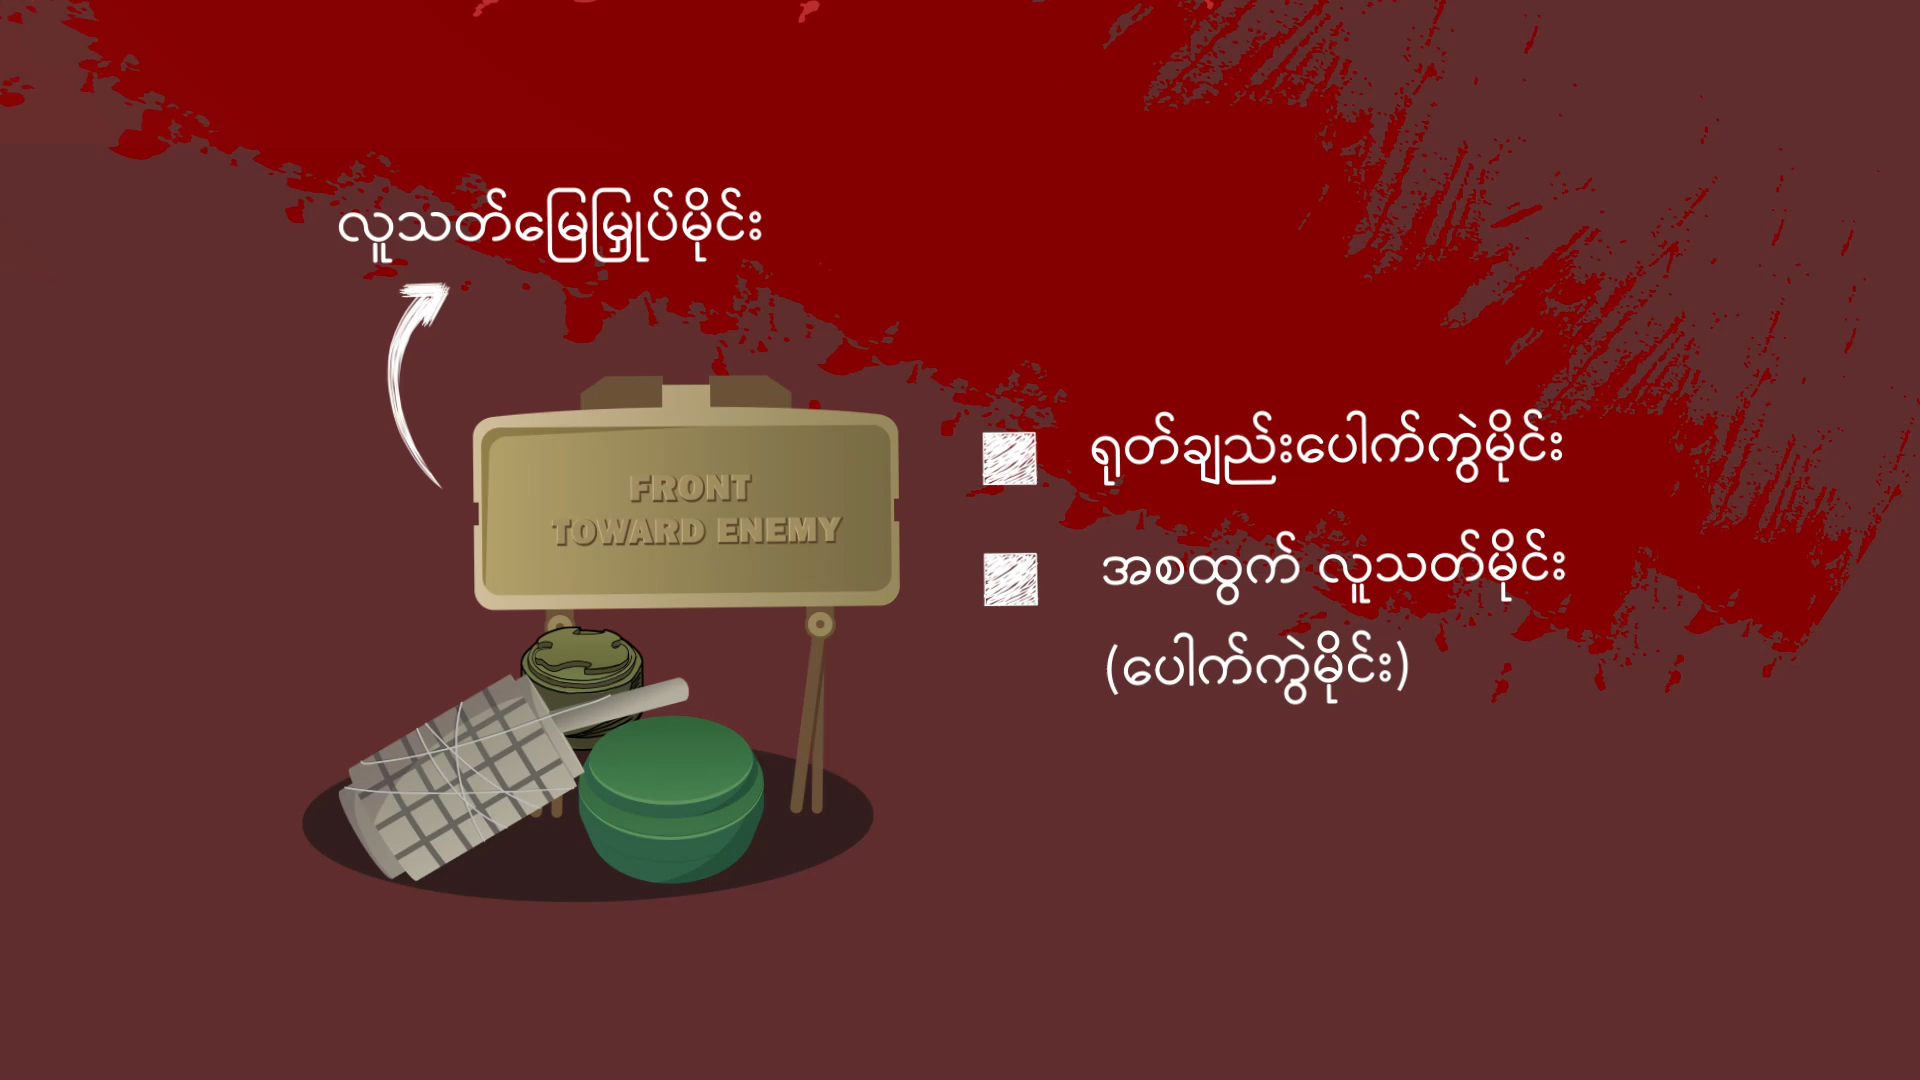 လူသတ်မြေမြှုပ်မိုင်း
FRONT
TOWARD ENEMY
ရုတ်ချည်းပေါက်ကွဲမိုင်း
အစထွက် လူသတ်မိုင်း
(ပေါက်ကွဲမိုင်း)